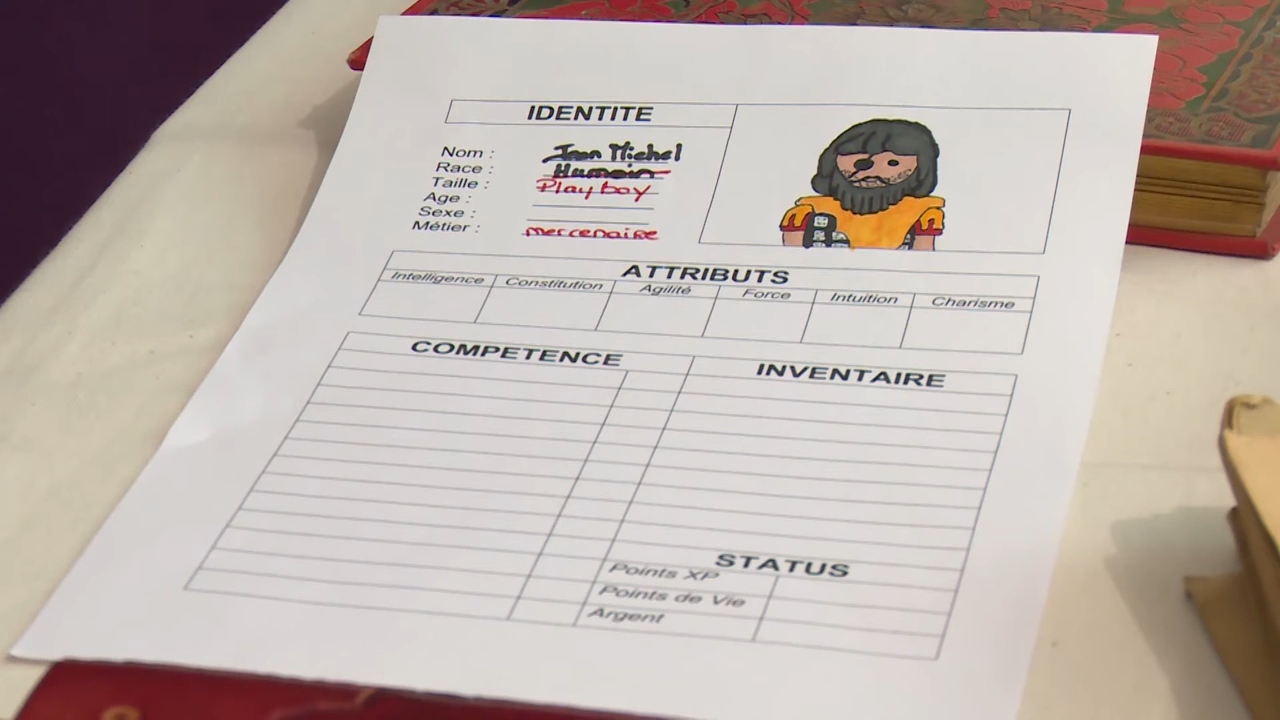 IDENTITE
Nom : Jean Michel
Race : Humain
Taille : Playboy
Age :
Sexe :
Métier : mercenaire
ATTRIBUTS
Intelligence Constitution Agilité Force Intuition Charisme
COMPETENCE INVENTAIRE
STATUS
Points XP
Points de Vie
Argent